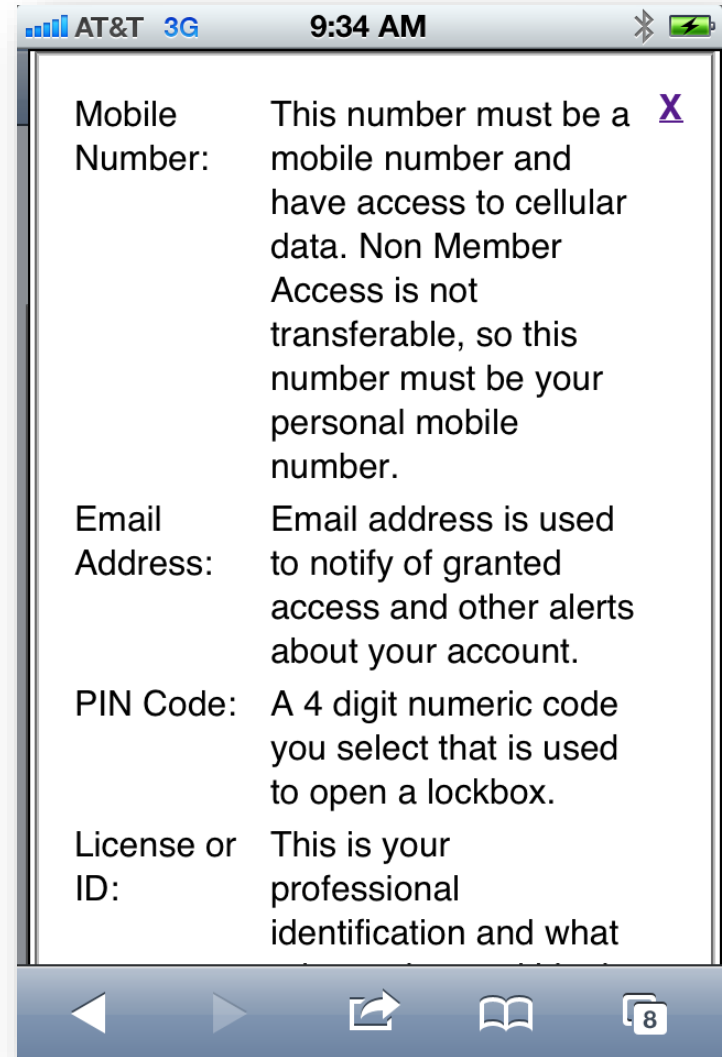 AT&T 3G 9:34 AM
X
Mobile Number: This number must be a
mobile number and
have access to cellular
data. Non Member
Access is not
transferable, so this
number must be your
personal mobile
number.
Email Address: Email address is used
to notify of granted
access and other alerts
about your account.
PIN Code: A 4 digit numeric code
you select that is used
to open a lockbox.
License or ID: This is your
professional
identification and what
8